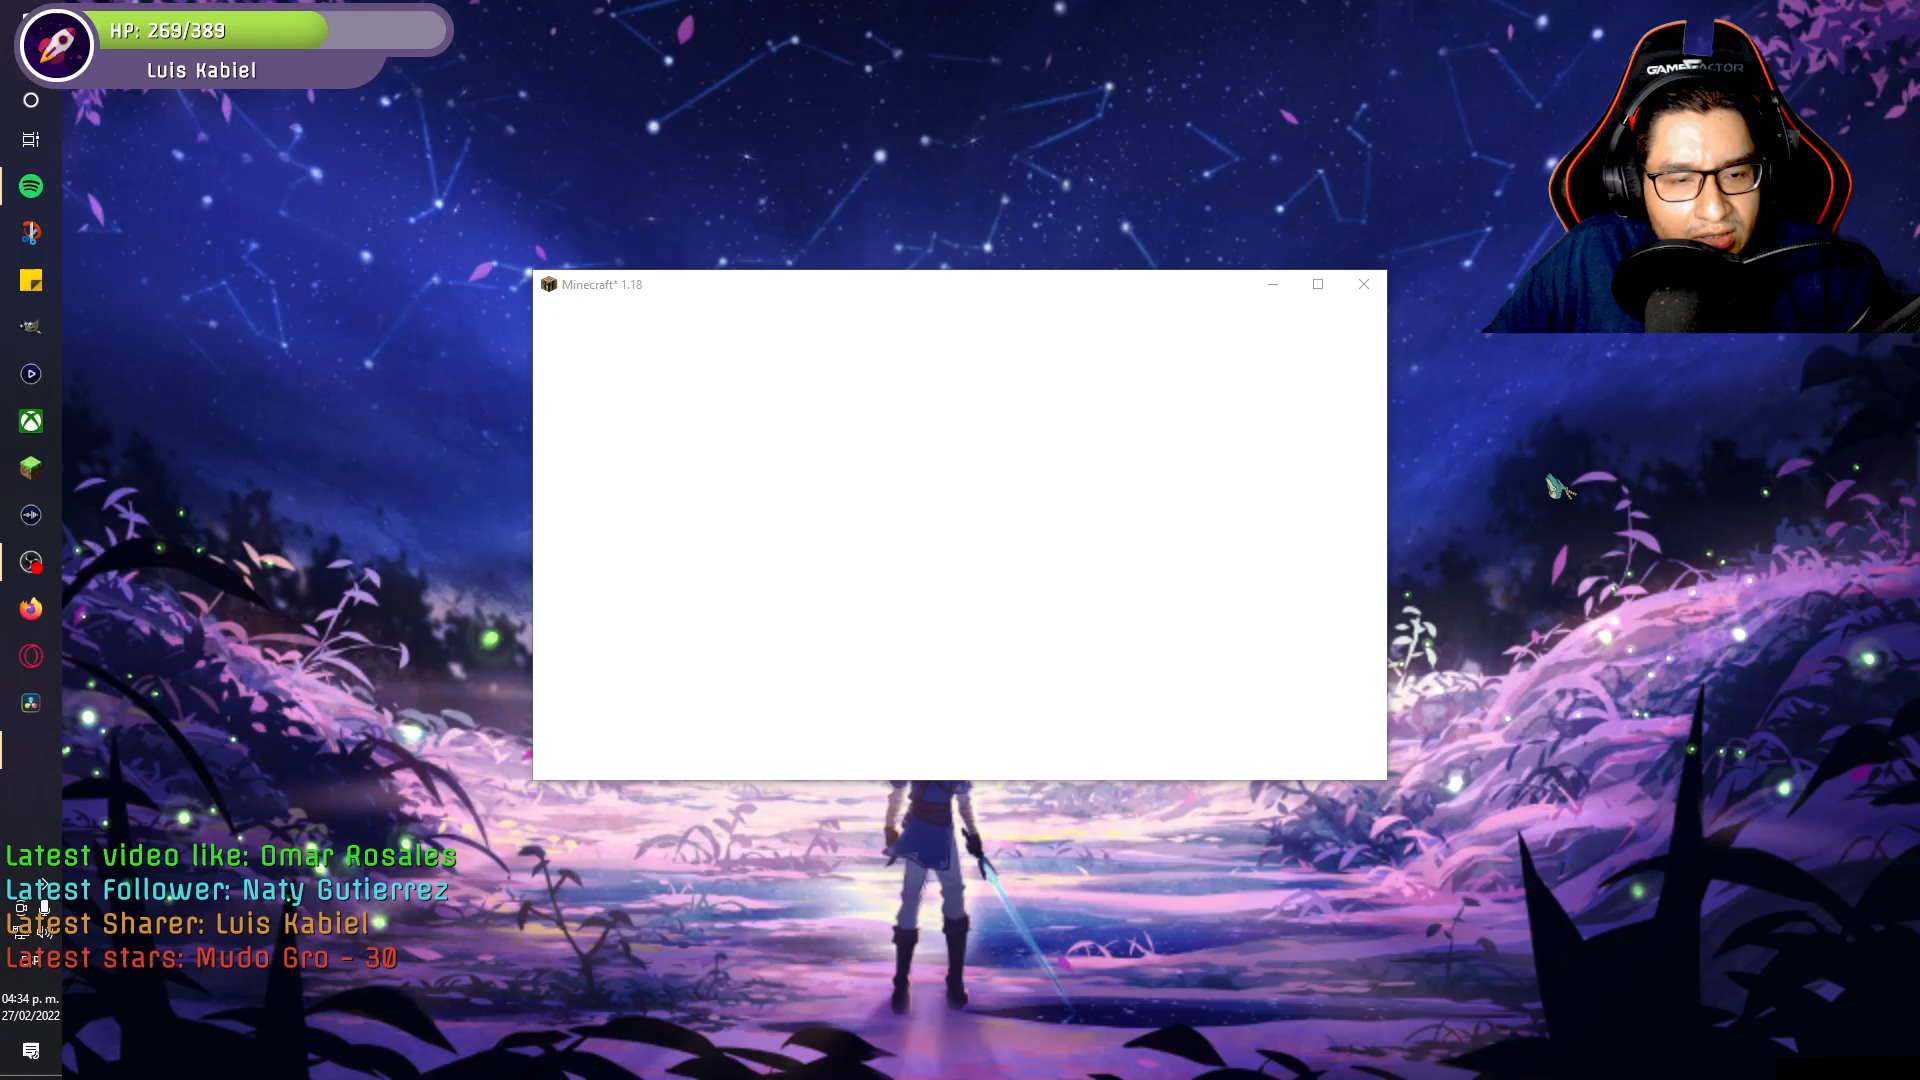 HP: 269/389
Luis Kabiel
GAMEFACTOR
Minecraft* 1.18
Latest video like: Omar Rosales
Latest Follower: Naty Gutierrez
Latest Sharer: Luis Kabiel
Latest stars: Mudo Gro - 30
04:34 p. m.
27/02/2022